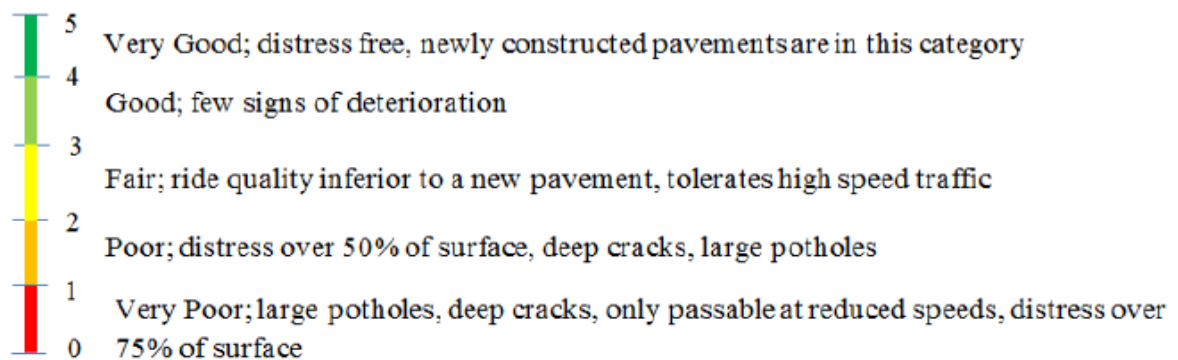 5
Very Good; distress free, newly constructed pavements are in this category
4
Good; few signs of deterioration
3
Fair; ride quality inferior to a new pavement, tolerates high speed traffic
2
Poor; distress over 50% of surface, deep cracks, large potholes
1
Very Poor; large potholes, deep cracks, only passable at reduced speeds, distress over
0 75% of surface